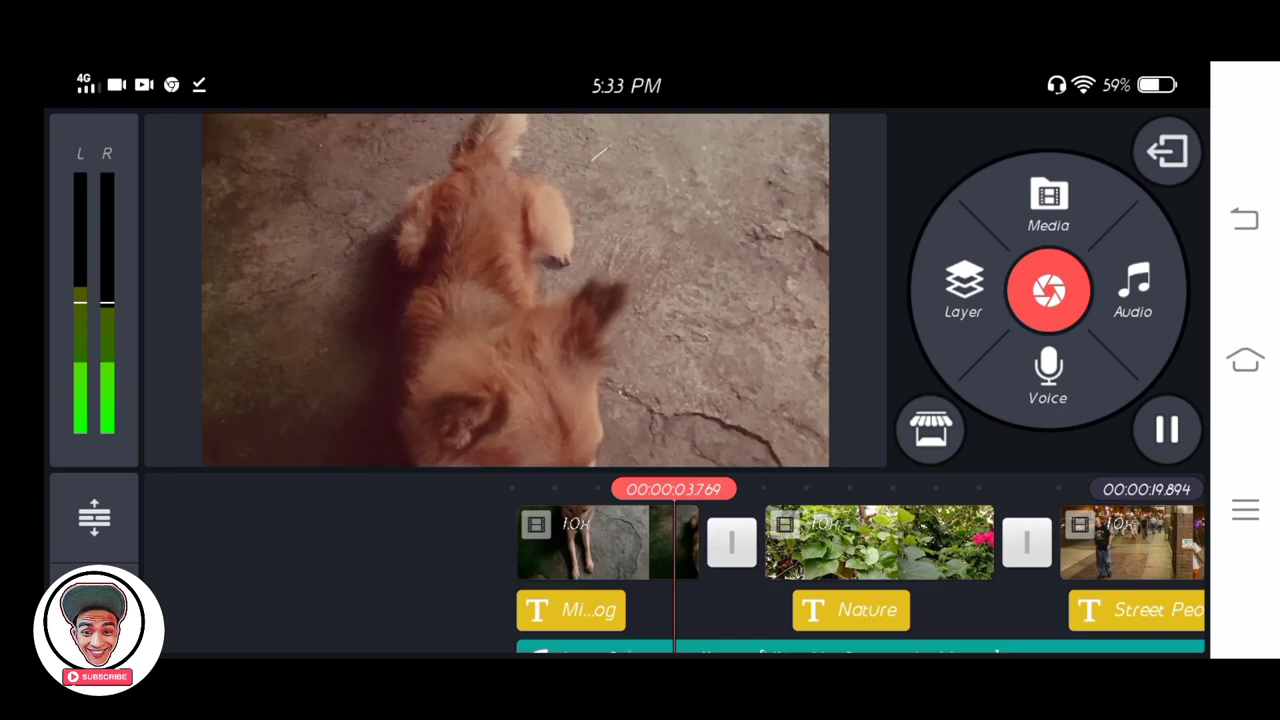 4G
5:33 PM
59%
L R
Media
Layer
Audio
Voice
00:00:03.769
00:00:19.894
1.0x
1.0x
1.0x
Mi...og
Nature
Street Peo
SUBSCRIBE